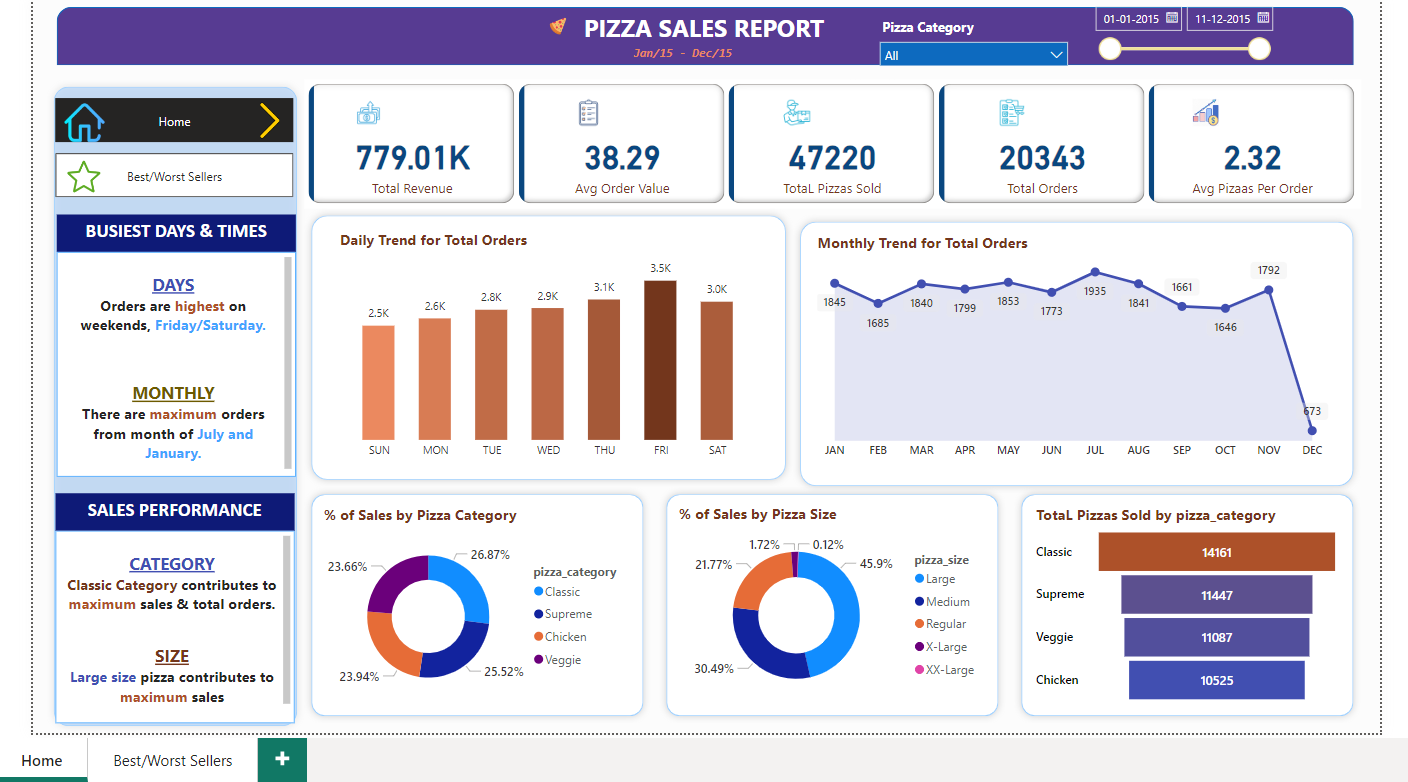 PIZZA SALES REPORT
Jan/15 - Dec/15
Pizza Category
All
01-01-2015
11-12-2015
Home
Best/Worst Sellers
779.01K
Total Revenue
38.29
Avg Order Value
47220
TotaL Pizzas Sold
20343
Total Orders
2.32
Avg Pizaas Per Order
BUSIEST DAYS & TIMES
DAYS
Orders are highest on
weekends, Friday/Saturday.
MONTHLY
There are maximum orders
from month of July and
January.
SALES PERFORMANCE
CATEGORY
Classic Category contributes to
maximum sales & total orders.
SIZE
Large size pizza contributes to
maximum sales
Daily Trend for Total Orders
2.5K
2.6K
2.8K
2.9K
3.1K
3.5K
3.0K
SUN
MON
TUE
WED
THU
FRI
SAT
Monthly Trend for Total Orders
1845
1685
1840
1799
1853
1773
1935
1841
1661
1646
1792
673
JAN
FEB
MAR
APR
MAY
JUN
JUL
AUG
SEP
OCT
NOV
DEC
% of Sales by Pizza Category
26.87%
25.52%
23.94%
23.66%
pizza_category
Classic
Supreme
Chicken
Veggie
% of Sales by Pizza Size
1.72%
0.12%
21.77%
45.9%
30.49%
pizza_size
Large
Medium
Regular
X-Large
XX-Large
TotaL Pizzas Sold by pizza_category
Classic 14161
Supreme 11447
Veggie 11087
Chicken 10525
Home
Best/Worst Sellers
+